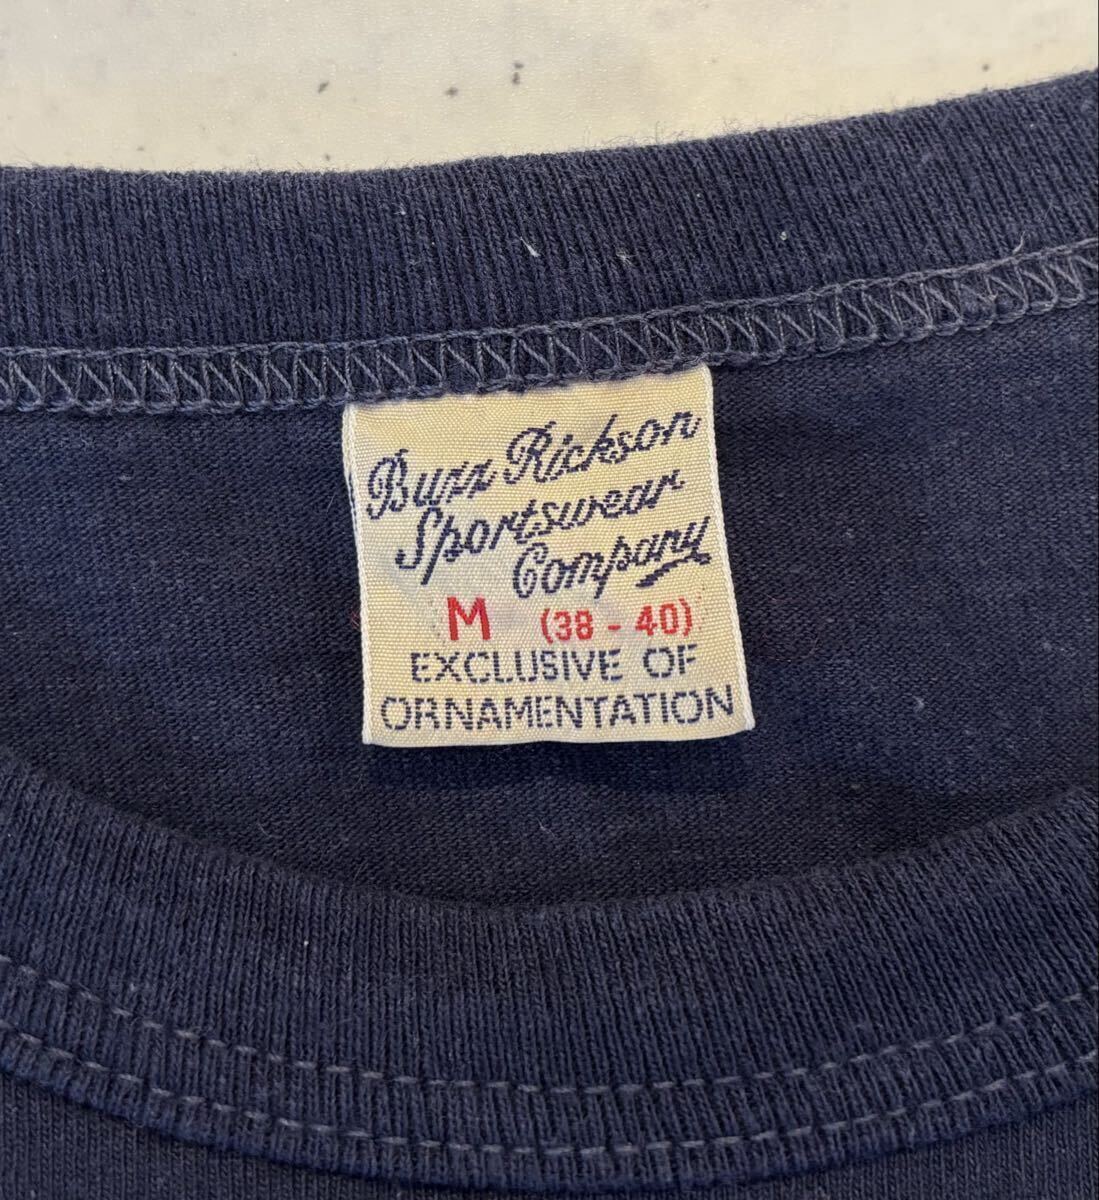 Buzz Rickson
Sportswear
Company
M (38 - 40)
EXCLUSIVE OF
ORNAMENTATION